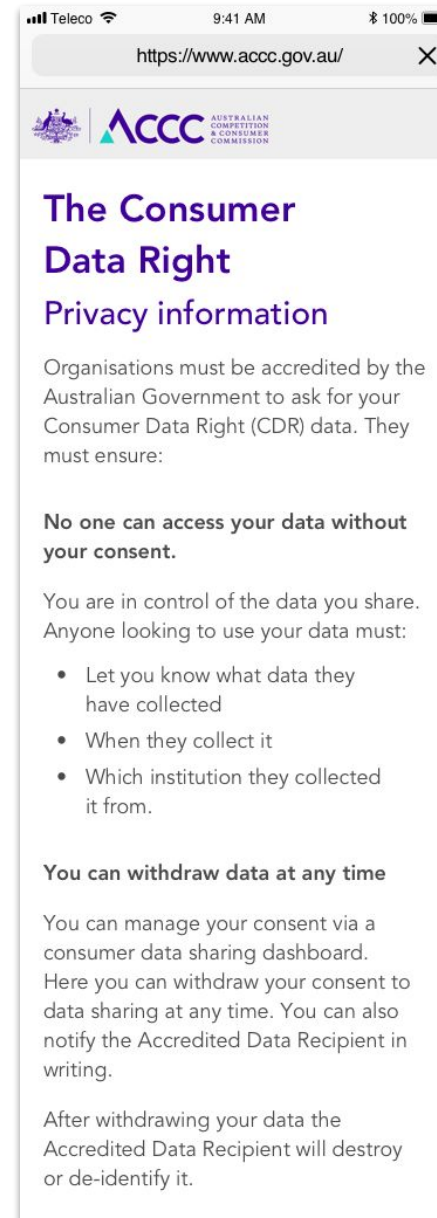 Teleco 9:41 AM 100%
https://www.accc.gov.au/
ACCC AUSTRALIAN
COMPETITION
& CONSUMER
COMMISSION
The Consumer
Data Right
Privacy information
Organisations must be accredited by the
Australian Government to ask for your
Consumer Data Right (CDR) data. They
must ensure:
No one can access your data without
your consent.
You are in control of the data you share.
Anyone looking to use your data must:
• Let you know what data they
have collected
• When they collect it
• Which institution they collected
it from.
You can withdraw data at any time
You can manage your consent via a
consumer data sharing dashboard.
Here you can withdraw your consent to
data sharing at any time. You can also
notify the Accredited Data Recipient in
writing.
After withdrawing your data the
Accredited Data Recipient will destroy
or de-identify it.